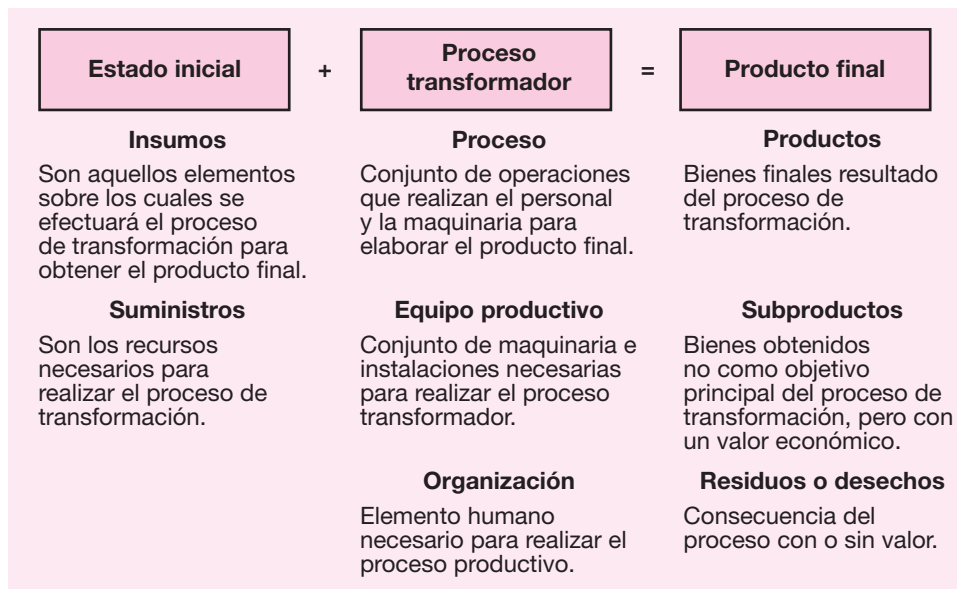 Estado inicial
+
Proceso
transformador
=
Producto final
Insumos
Son aquellos elementos
sobre los cuales se
efectuará el proceso
de transformación para
obtener el producto final.
Suministros
Son los recursos
necesarios para
realizar el proceso de
transformación.
Proceso
Conjunto de operaciones
que realizan el personal
y la maquinaria para
elaborar el producto final.
Equipo productivo
Conjunto de maquinaria e
instalaciones necesarias
para realizar el proceso
transformador.
Organización
Elemento humano
necesario para realizar el
proceso productivo.
Productos
Bienes finales resultado
del proceso de
transformación.
Subproductos
Bienes obtenidos
no como objetivo
principal del proceso de
transformación, pero con
un valor económico.
Residuos o desechos
Consecuencia del
proceso con o sin valor.